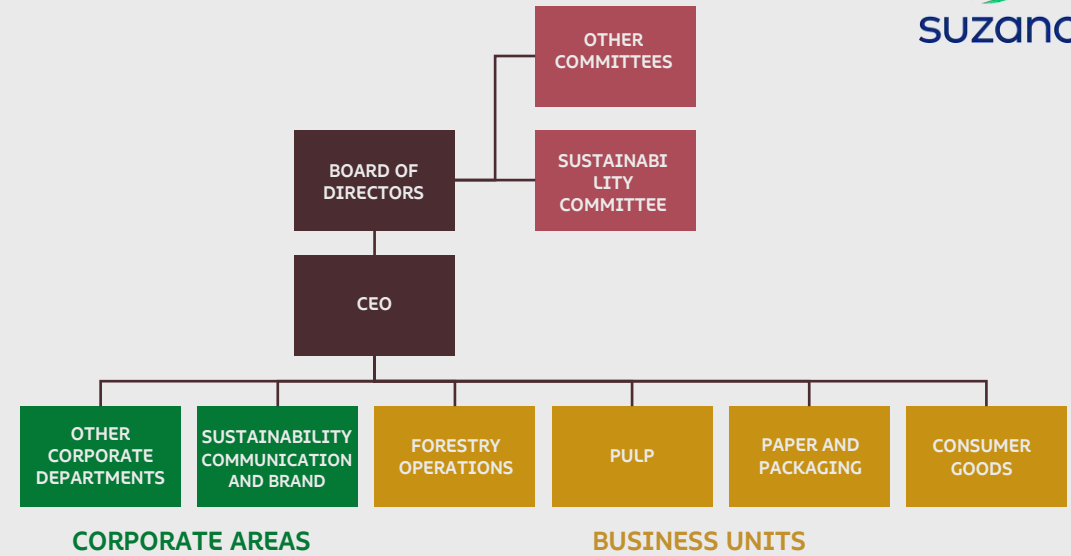 suzano
OTHER
COMMITTEES
BOARD OF
DIRECTORS
SUSTAINABI
LITY
COMMITTEE
CEO
OTHER
CORPORATE
DEPARTMENTS
SUSTAINABILITY
COMMUNICATION
AND BRAND
FORESTRY
OPERATIONS
PULP
PAPER AND
PACKAGING
CONSUMER
GOODS
CORPORATE AREAS
BUSINESS UNITS